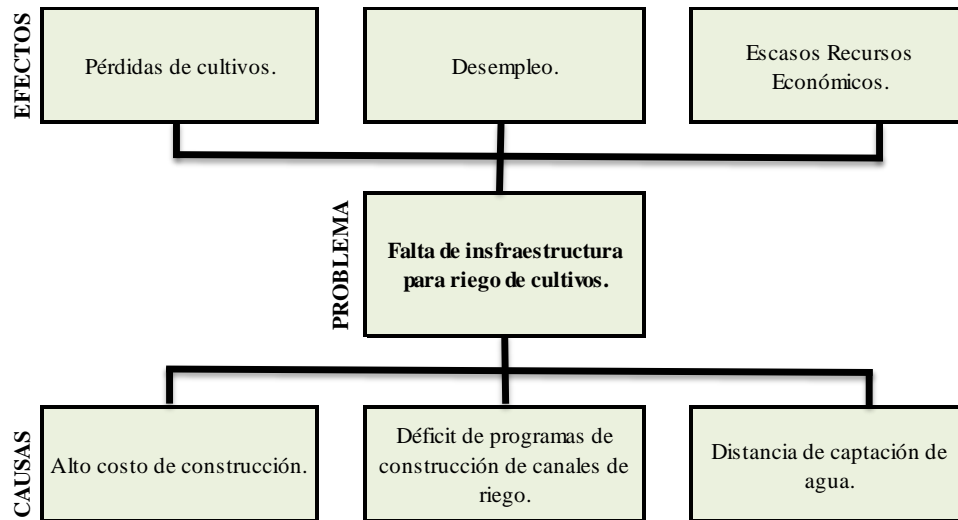 EFECTOS
Pérdidas de cultivos.
Desempleo.
Escasos Recursos
Económicos.
PROBLEMA
Falta de insfraestructura
para riego de cultivos.
CAUSAS
Alto costo de construcción.
Déficit de programas de
construcción de canales de
riego.
Distancia de captación de
agua.